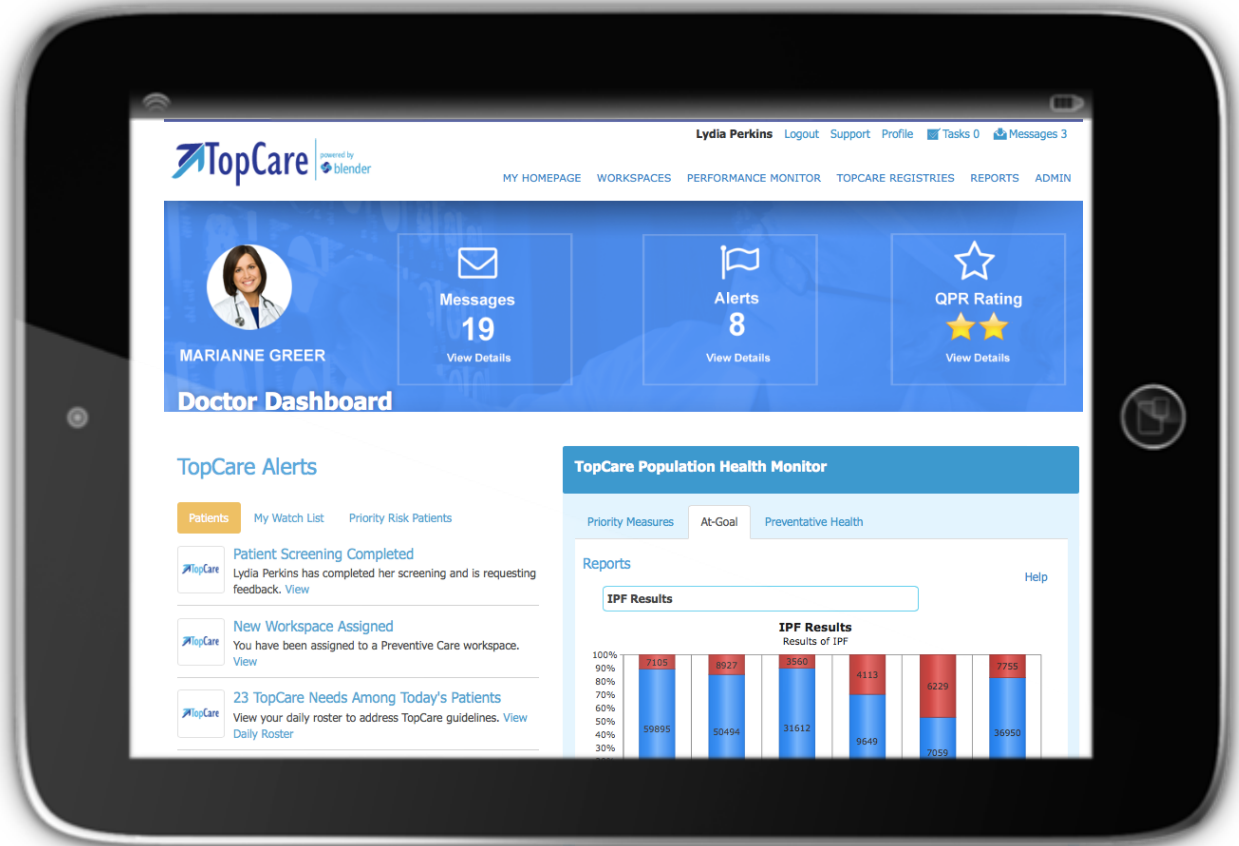 Lydia Perkins Logout Support Profile Tasks 0 Messages 3
TopCare powered by blender
MY HOMEPAGE WORKSPACES PERFORMANCE MONITOR TOPCARE REGISTRIES REPORTS ADMIN
MARIANNE GREER
Messages
19
View Details
Alerts
8
View Details
QPR Rating
View Details
Doctor Dashboard
TopCare Alerts
Patients My Watch List Priority Risk Patients
TopCare
Patient Screening Completed
Lydia Perkins has completed her screening and is requesting
feedback. View
TopCare
New Workspace Assigned
You have been assigned to a Preventive Care workspace.
View
TopCare
23 TopCare Needs Among Today's Patients
View your daily roster to address TopCare guidelines. View
Daily Roster
TopCare Population Health Monitor
Priority Measures At-Goal Preventative Health
Reports
Help
IPF Results
IPF Results
Results of IPF
100%
90%
80%
70%
60%
50%
40%
30%
7105 8927 3560 4113 6229 7755
59895 50494 31612 9649 7059 36950